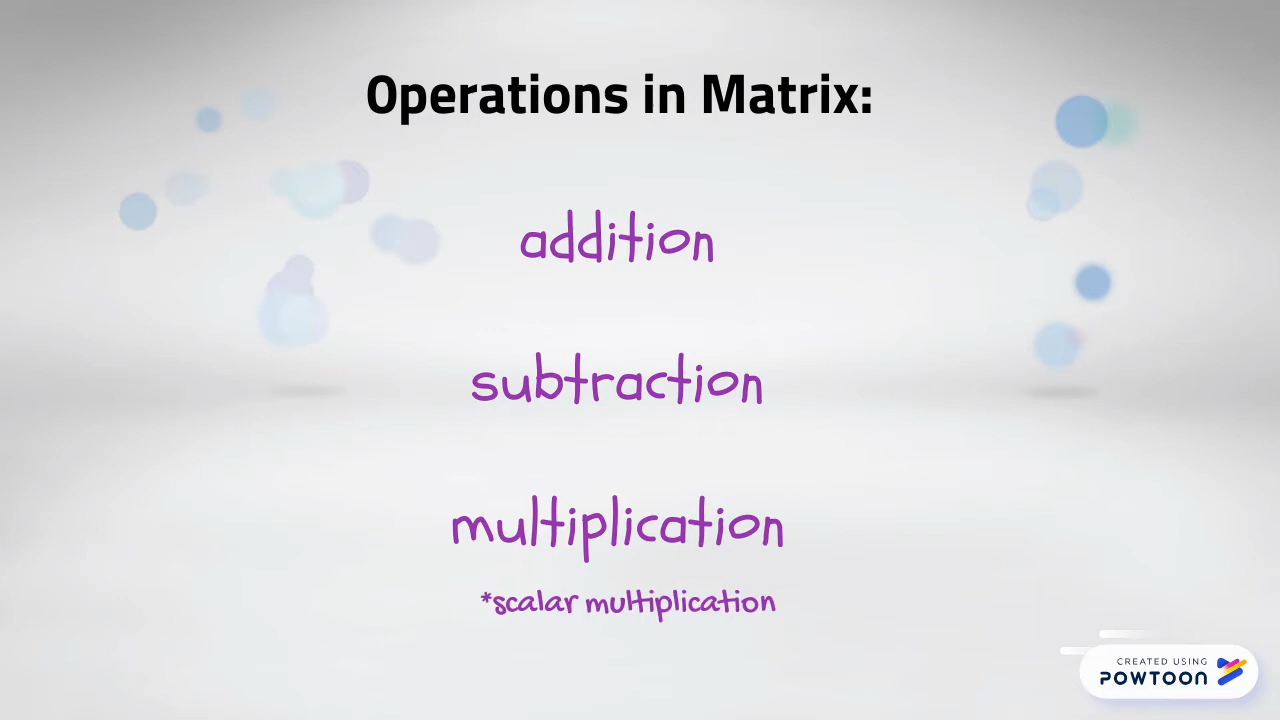 Operations in Matrix:
addition
subtraction
multiplication
*scalar multiplication
CREATED USING
POWTOON